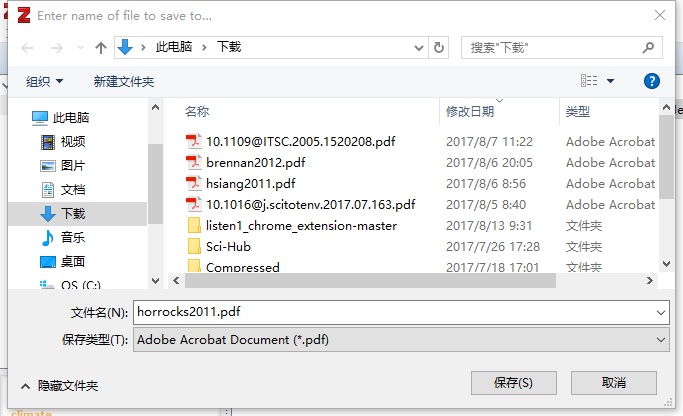 Z Enter name of file to save to...
此电脑 > 下载 搜索"下载"
组织 新建文件夹
名称 修改日期 类型
此电脑
视频
图片
文档
下载
音乐
桌面
OS (C:)
10.1109@ITSC.2005.1520208.pdf 2017/8/7 11:22 Adobe Acrobat
brennan2012.pdf 2017/8/6 20:05 Adobe Acrobat
hsiang2011.pdf 2017/8/6 8:56 Adobe Acrobat
10.1016@j.scitotenv.2017.07.163.pdf 2017/8/5 8:40 Adobe Acrobat
listen1_chrome_extension-master 2017/8/13 9:31 文件夹
Sci-Hub 2017/7/26 17:28 文件夹
Compressed 2017/7/18 17:01 文件夹
文件名(N): horrocks2011.pdf
保存类型(T): Adobe Acrobat Document (*.pdf)
隐藏文件夹 保存(S) 取消
climate